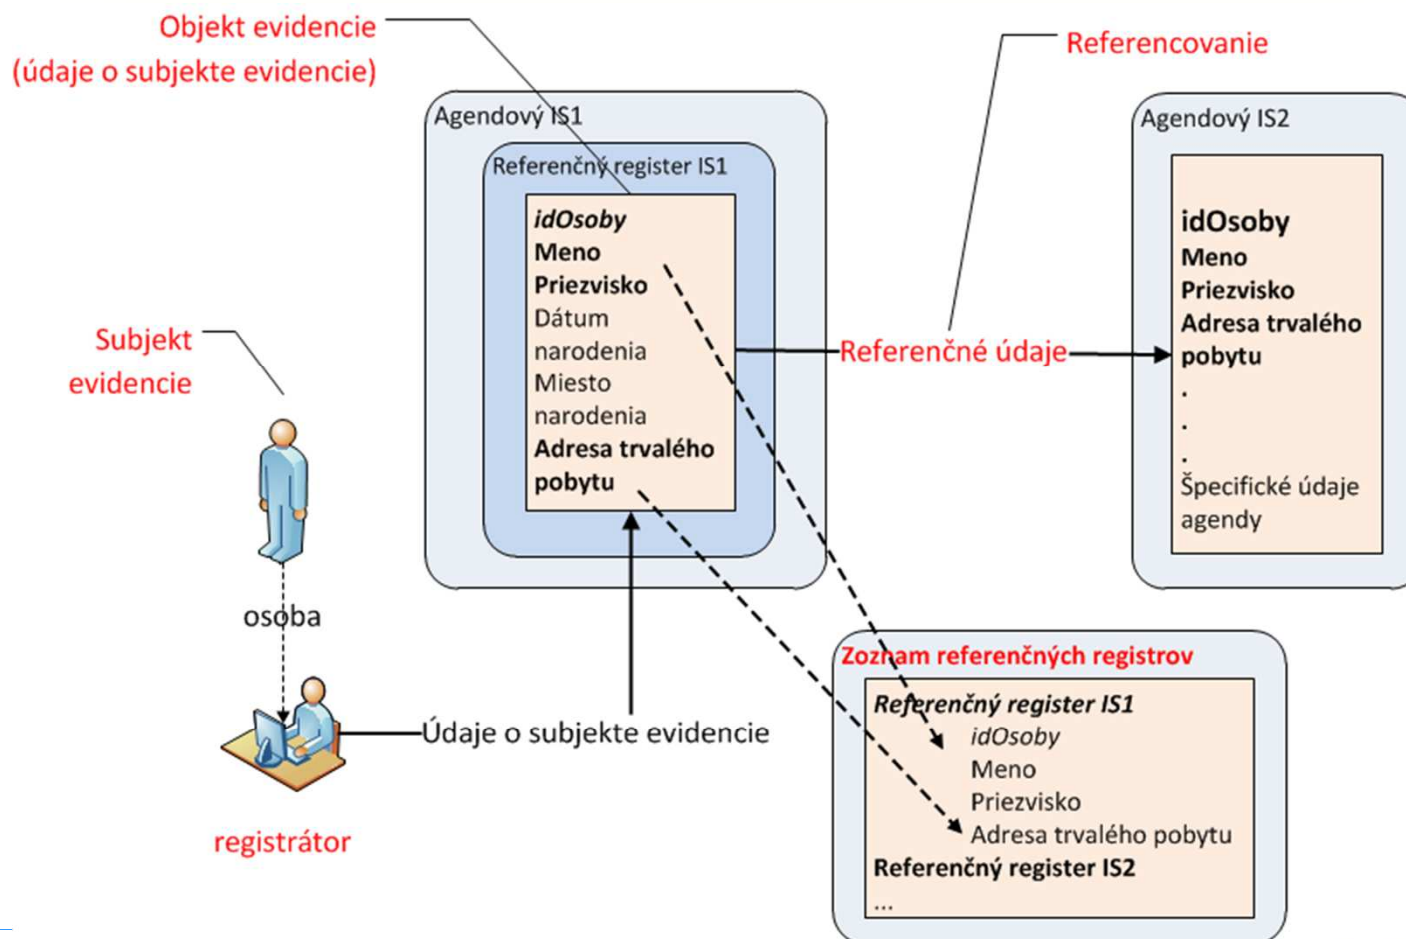 Objekt evidencie
(údaje o subjekte evidencie)
Referencovanie
Agendový IS1
Referenčný register IS1
idOsoby
Meno
Priezvisko
Dátum
narodenia
Miesto
narodenia
Adresa trvalého
pobytu
Agendový IS2
idOsoby
Meno
Priezvisko
Adresa trvalého
pobytu
.
.
.
Špecifické údaje
agendy
Referenčné údaje
Subjekt
evidencie
osoba
Údaje o subjekte evidencie
registrátor
Zoznam referenčných registrov
Referenčný register IS1
idOsoby
Meno
Priezvisko
Adresa trvalého pobytu
Referenčný register IS2
...